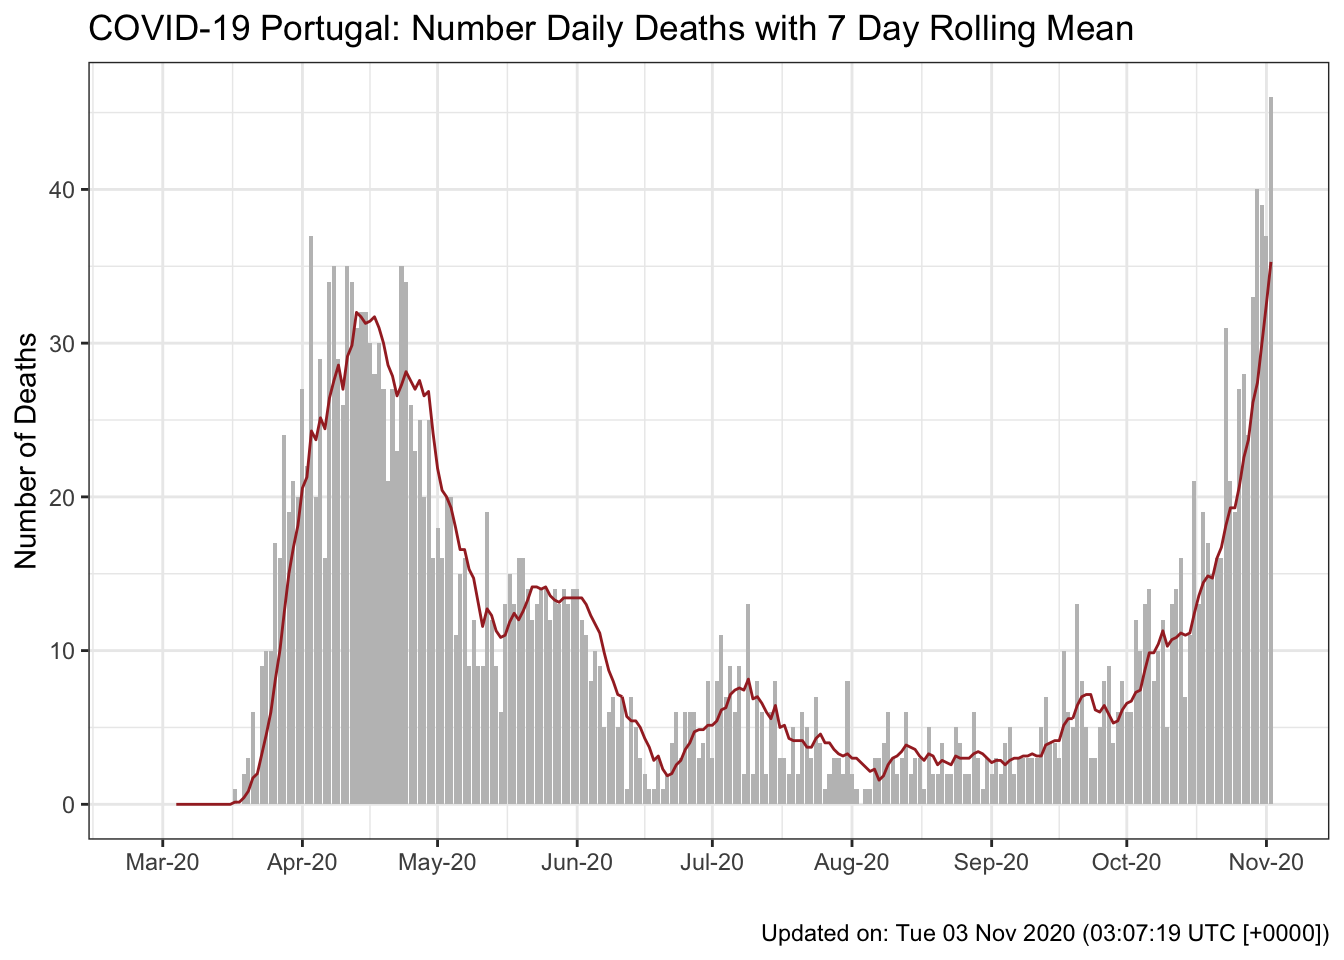 COVID-19 Portugal: Number Daily Deaths with 7 Day Rolling Mean
Number of Deaths
40
30
20
10
0
Mar-20 Apr-20 May-20 Jun-20 Jul-20 Aug-20 Sep-20 Oct-20 Nov-20
Updated on: Tue 03 Nov 2020 (03:07:19 UTC [+0000])